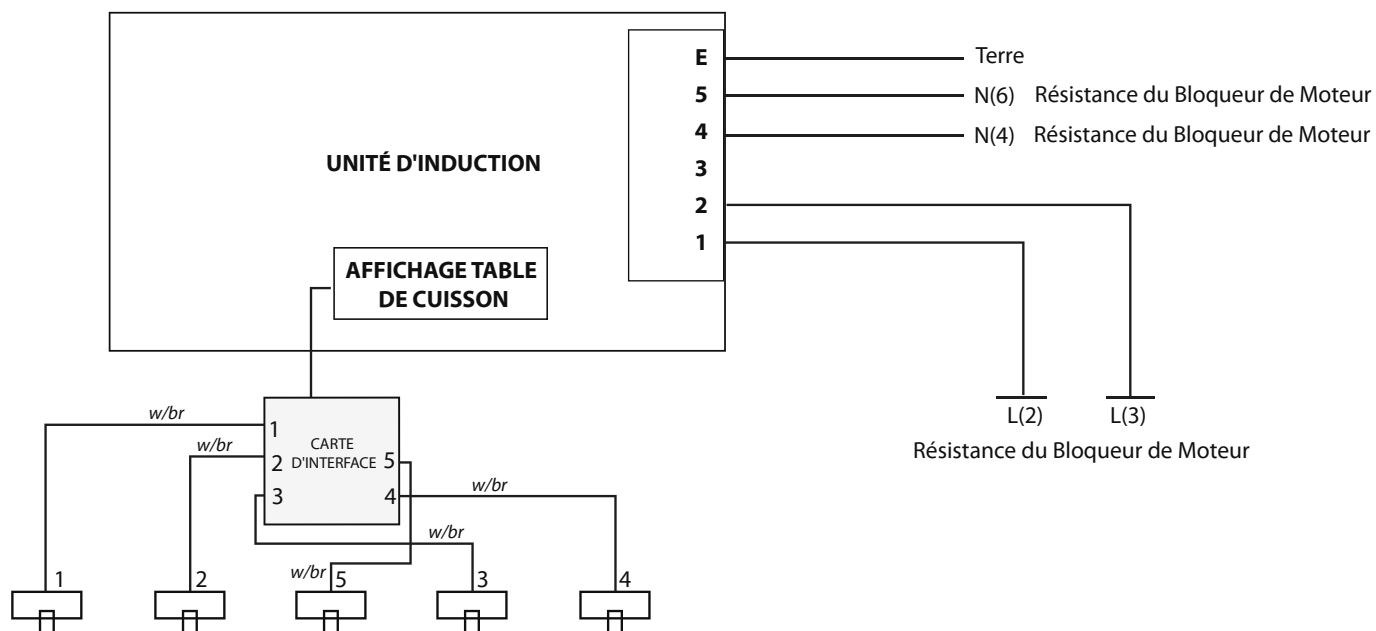 E Terre
5 N(6) Résistance du Bloqueur de Moteur
4 N(4) Résistance du Bloqueur de Moteur
UNITÉ D'INDUCTION
3
2
1
AFFICHAGE TABLE
DE CUISSON
L(2) L(3)
Résistance du Bloqueur de Moteur
w/br
1
CARTE
w/br
2 D'INTERFACE 5
3 4
w/br
w/br
w/br
1 2 5 3 4